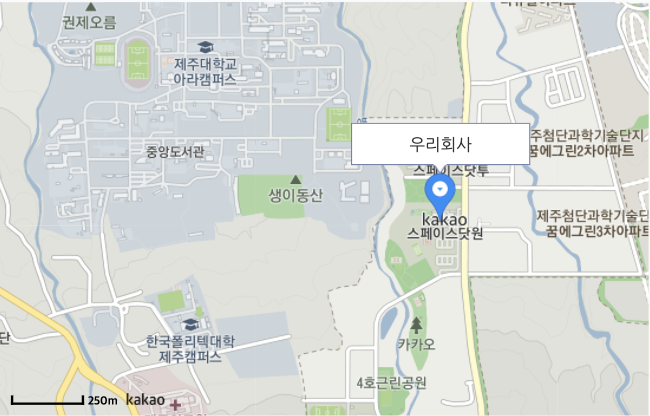 권제오름
제주대학교
아라캠퍼스
중앙도서관
우리회사
스페이스닷투
주첨단과학기술단지
꿈에그린2차아파트
생이동산
kakao
스페이스닷원
제주첨단과학기술단
꿈에그린3차아파트
단
한국폴리텍대학
제주캠퍼스
카카오
4호근린공원
250m
kakao